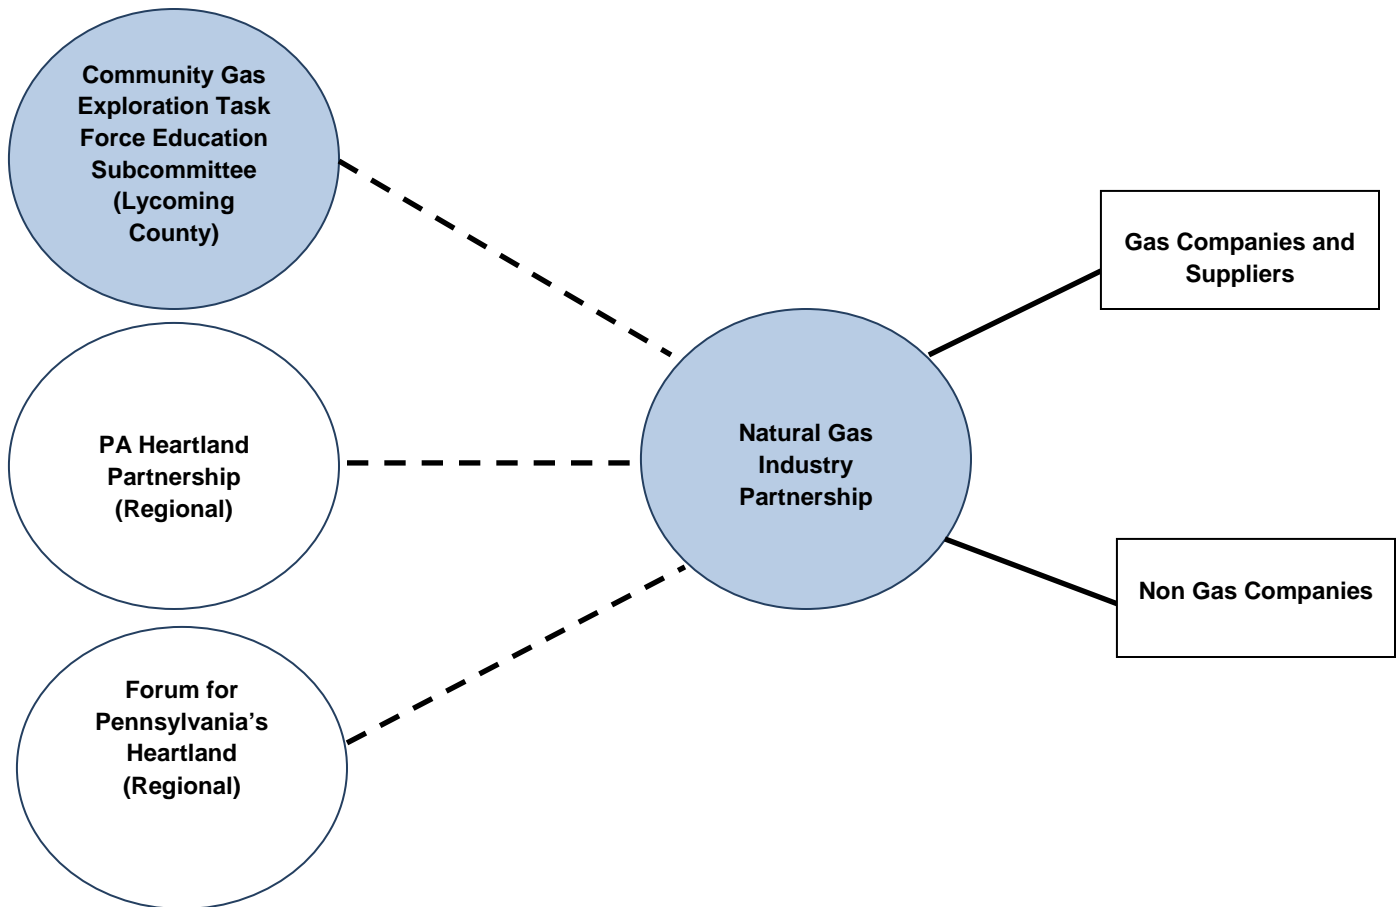 Community Gas
Exploration Task
Force Education
Subcommittee
(Lycoming
County)
PA Heartland
Partnership
(Regional)
Forum for
Pennsylvania’s
Heartland
(Regional)
Natural Gas
Industry
Partnership
Gas Companies and
Suppliers
Non Gas Companies